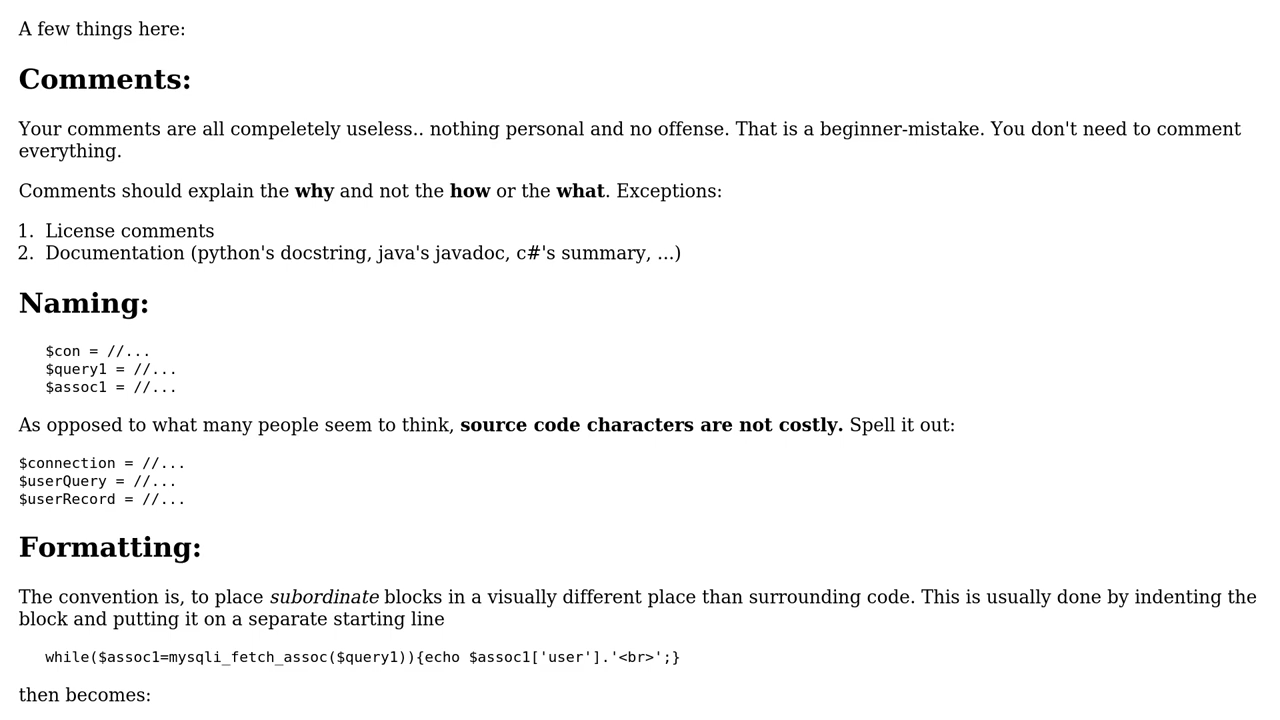 A few things here:
Comments:
Your comments are all compeletely useless.. nothing personal and no offense. That is a beginner-mistake. You don't need to comment
everything.
Comments should explain the why and not the how or the what. Exceptions:
1. License comments
2. Documentation (python's docstring, java's javadoc, c#'s summary, ...)
Naming:
$con = //...
$query1 = //...
$assoc1 = //...
As opposed to what many people seem to think, source code characters are not costly. Spell it out:
$connection = //...
$userQuery = //...
$userRecord = //...
Formatting:
The convention is, to place subordinate blocks in a visually different place than surrounding code. This is usually done by indenting the
block and putting it on a separate starting line
while($assoc1=mysqli_fetch_assoc($query1)){echo $assoc1['user'].'<br>';}
then becomes: